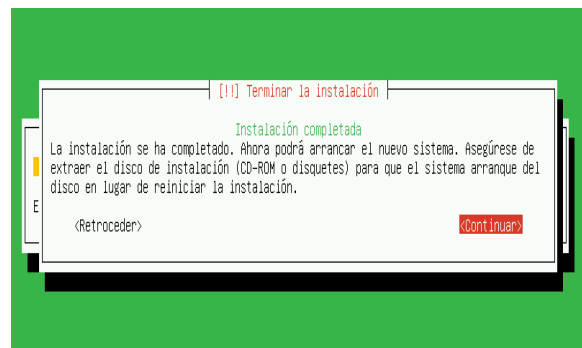 [!!] Terminar la instalación
Instalación completada
La instalación se ha completado. Ahora podrá arrancar el nuevo sistema. Asegúrese de
extraer el disco de instalación (CD-ROM o disquetes) para que el sistema arranque del
disco en lugar de reiniciar la instalación.
E
<Retroceder> <Continuar>